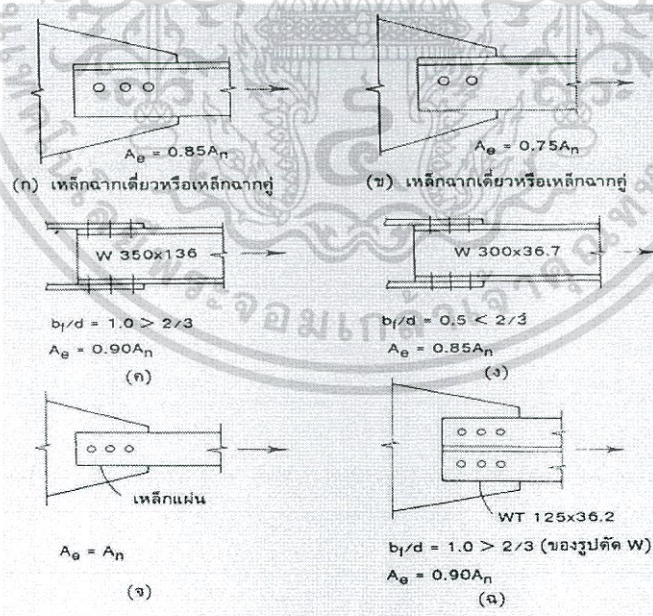 Ae = 0.85An
(ก) เหล็กฉากเดี่ยวหรือเหล็กฉากคู่
Ae = 0.75An
(ข) เหล็กฉากเดี่ยวหรือเหล็กฉากคู่
W 350x136
bf/d = 1.0 > 2/3
Ae = 0.90An
(ค)
W 300x36.7
bf/d = 0.5 < 2/3
Ae = 0.85An
(ง)
เหล็กแผ่น
Ae = An
(จ)
WT 125x36.2
bf/d = 1.0 > 2/3 (ของรูปตัด W)
Ae = 0.90An
(ฉ)